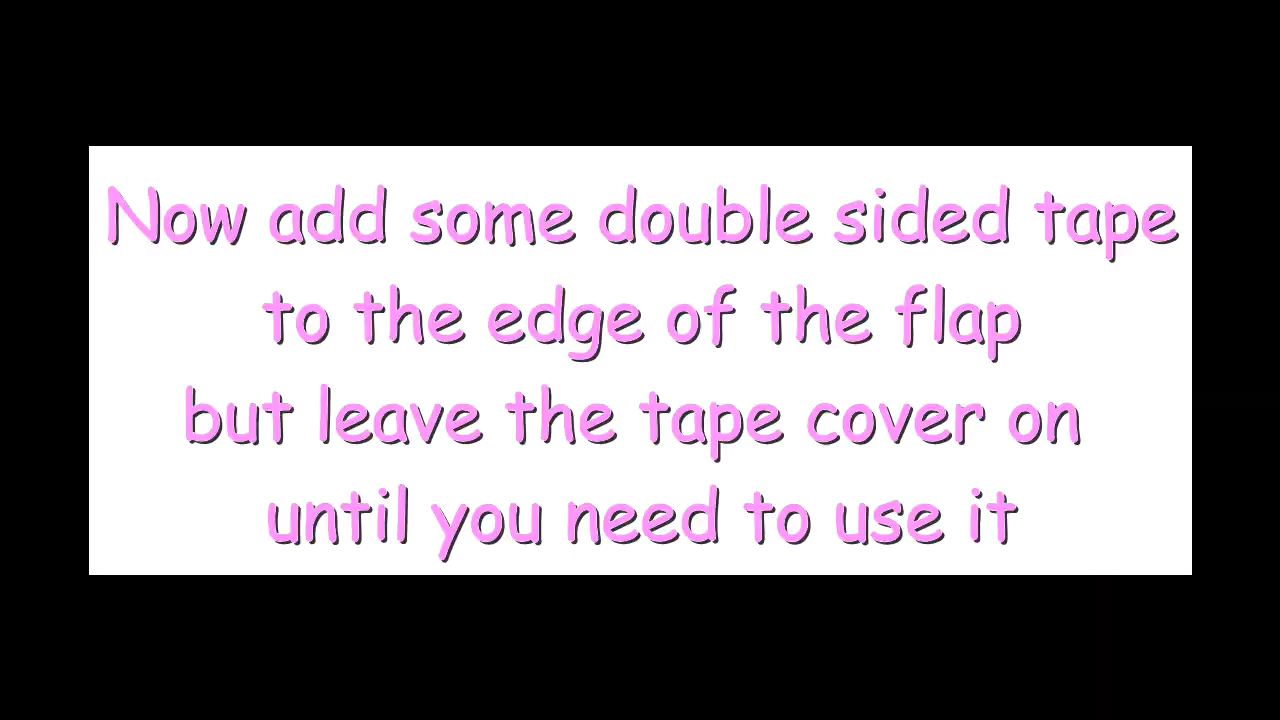 Now add some double sided tape
to the edge of the flap
but leave the tape cover on
until you need to use it